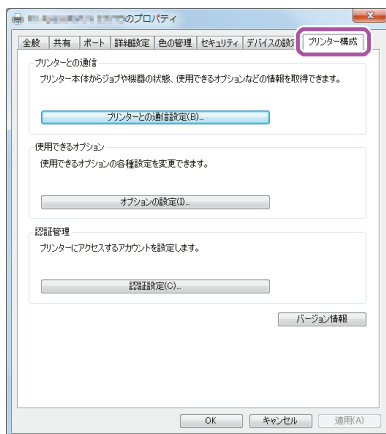 のプロパティ
全般 共有 ポート 詳細設定 色の管理 セキュリティ デバイスの設定 プリンター構成
プリンターとの通信
プリンター本体からジョブや機器の状態、使用できるオプションなどの情報を取得できます。
プリンターとの通信設定(B)...
使用できるオプション
使用できるオプションの各種設定を変更できます。
オプションの設定(I)...
認証管理
プリンターにアクセスするアカウントを設定します。
認証設定(C)...
バージョン情報
OK キャンセル 適用(A)